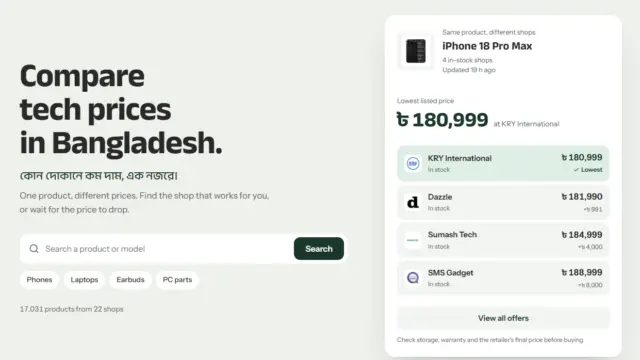 Compare
tech prices
in Bangladesh.
কোন দোকানে কম দাম, এক নজরে।
One product, different prices. Find the shop that works for you,
or wait for the price to drop.
Search a product or model
Search
Phones
Laptops
Earbuds
PC parts
17,031 products from 22 shops
Same product, different shops
iPhone 18 Pro Max
4 in-stock shops
Updated 19 h ago
Lowest listed price
৳ 180,999 at KRY International
KRY International
৳ 180,999
In stock
✓ Lowest
d
Dazzle
৳ 181,990
In stock
+৳ 991
Sumash Tech
৳ 184,999
In stock
+৳ 4,000
SMS Gadget
৳ 188,999
In stock
+৳ 8,000
View all offers
Check storage, warranty and the retailer's final price before buying.